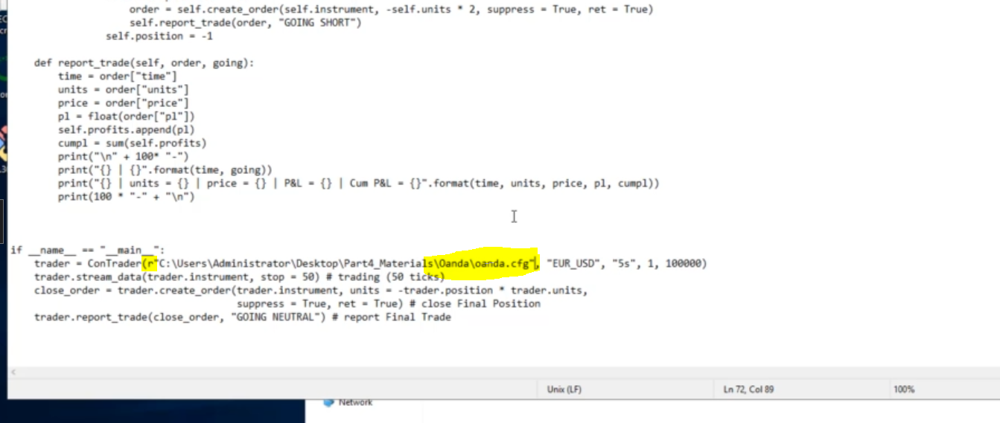 order = self.create_order(self.instrument, -self.units * 2, suppress = True, ret = True)
self.report_trade(order, "GOING SHORT")
self.position = -1
def report_trade(self, order, going):
time = order["time"]
units = order["units"]
price = order["price"]
pl = float(order["pl"])
self.profits.append(pl)
cumpl = sum(self.profits)
print("\n" + 100* "-")
print("{} | {}".format(time, going))
print("{} | units = {} | price = {} | P&L = {} | Cum P&L = {}".format(time, units, price, pl, cumpl))
print(100 * "-" + "\n")
if __name__ == "__main__":
trader = ConTrader(r"C:\Users\Administrator\Desktop\Part4_Materials\Oanda\oanda.cfg", "EUR_USD", "5s", 1, 100000)
trader.stream_data(trader.instrument, stop = 50) # trading (50 ticks)
close_order = trader.create_order(trader.instrument, units = -trader.position * trader.units,
suppress = True, ret = True) # close Final Position
trader.report_trade(close_order, "GOING NEUTRAL") # report Final Trade
Unix (LF) Ln 72, Col 89 100%
Network